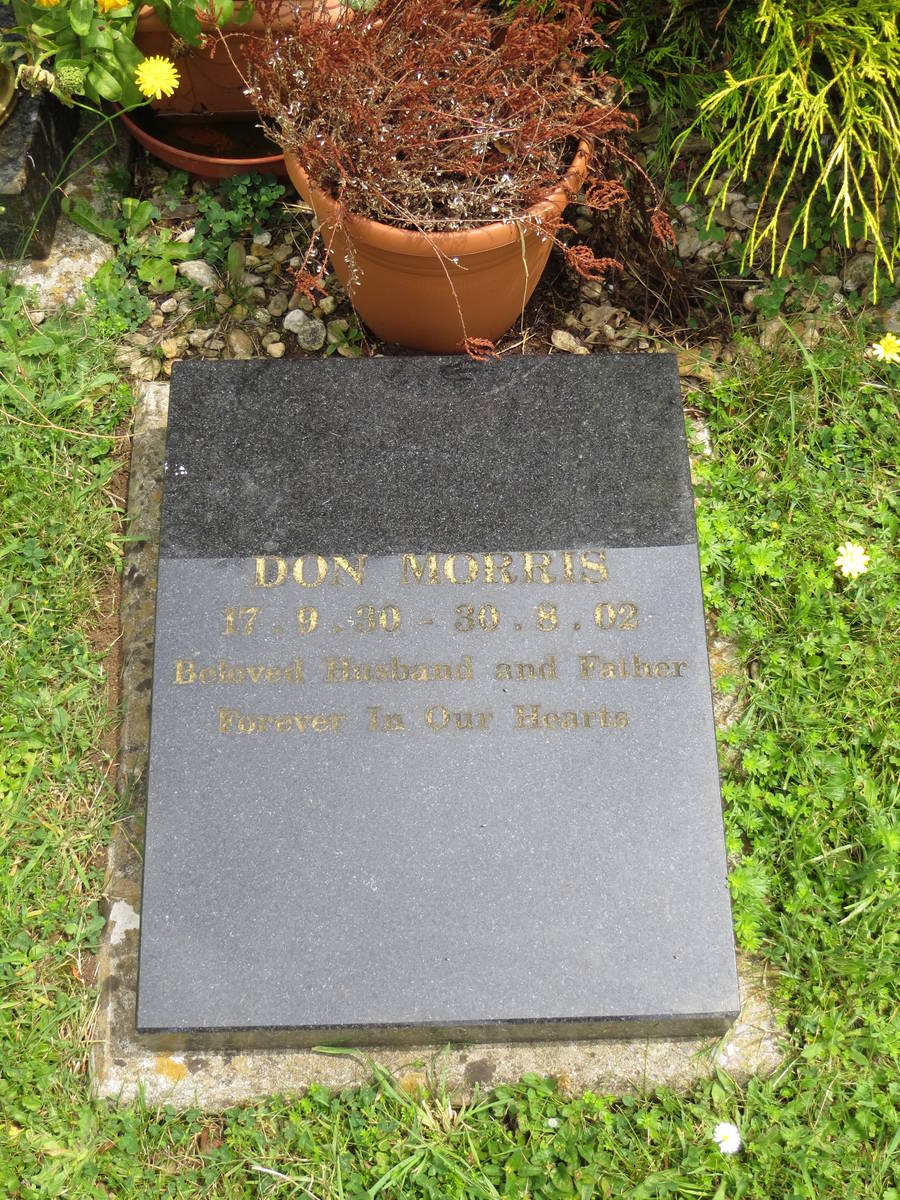 DON MORRIS
17 . 9 . 30 - 30 . 8 . 02
Beloved Husband and Father
Forever In Our Hearts